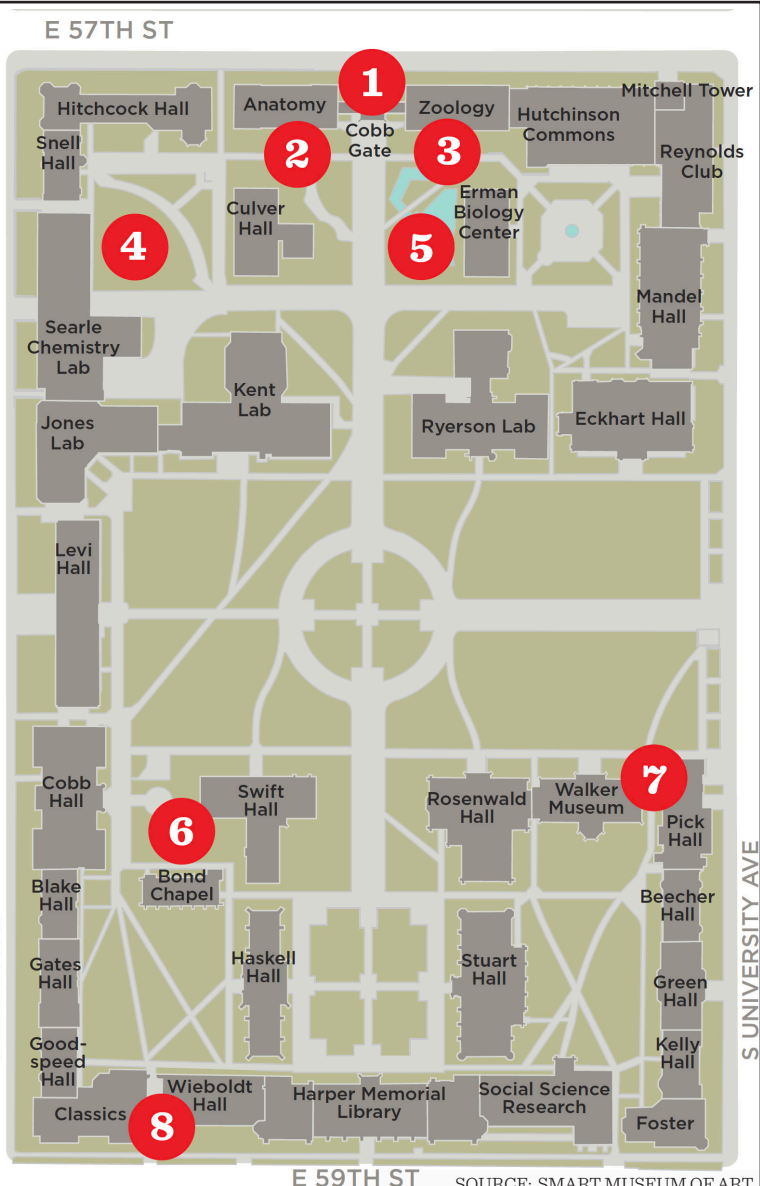 E 57TH ST
1
Mitchell Tower
Hitchcock Hall
Anatomy
Zoology
Hutchinson
Commons
Cobb
Gate
Snell
Hall
2
3
Reynolds
Club
Culver
Hall
Erman
Biology
Center
4
5
Mandel
Hall
Searle
Chemistry
Lab
Kent
Lab
Jones
Lab
Ryerson Lab
Eckhart Hall
Levi
Hall
7
Cobb
Hall
Swift
Hall
Rosenwald
Hall
Walker
Museum
6
Pick
Hall
Bond
Chapel
Blake
Hall
Beecher
Hall
Gates
Hall
Haskell
Hall
Stuart
Hall
Green
Hall
S UNIVERSITY AVE
Good-
speed
Hall
Kelly
Hall
Classics
8
Wieboldt
Hall
Harper Memorial
Library
Social Science
Research
Foster
E 59TH ST
SOURCE: SMART MUSEUM OF ART